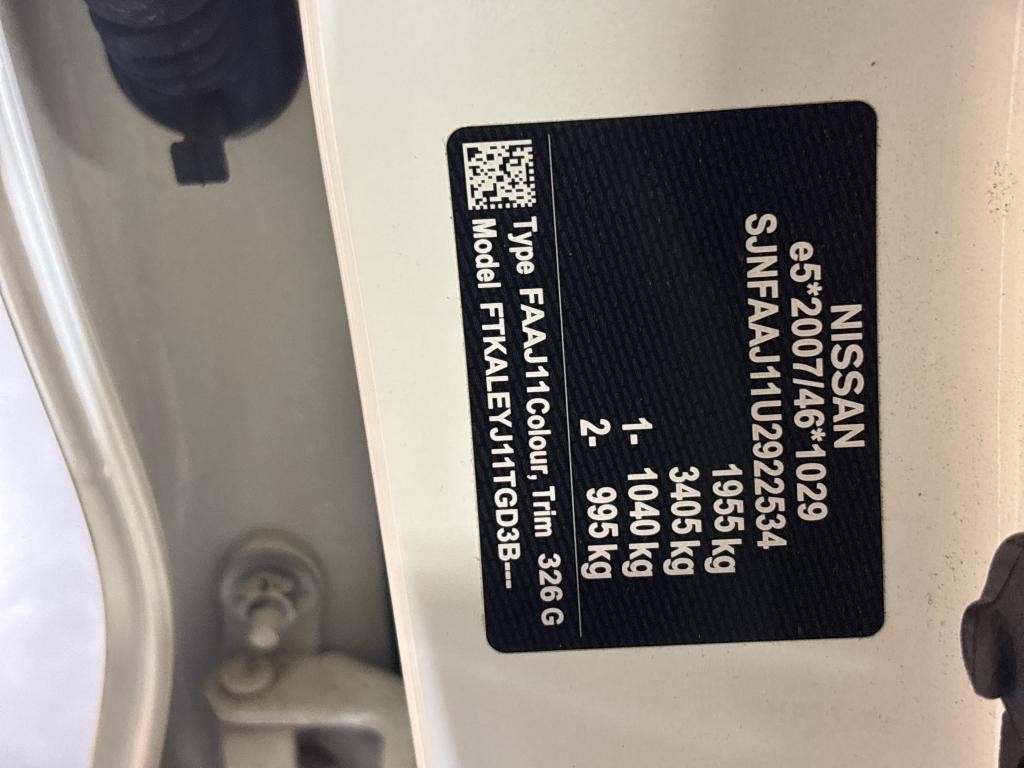 NISSAN
e5*2007/46*1029
SJNFAAJ11U2922534
1955 kg
3405 kg
1- 1040 kg
2- 995 kg
Type FAAJ11Colour, Trim 326 G
Model FTKALEYJ11TGD3B---